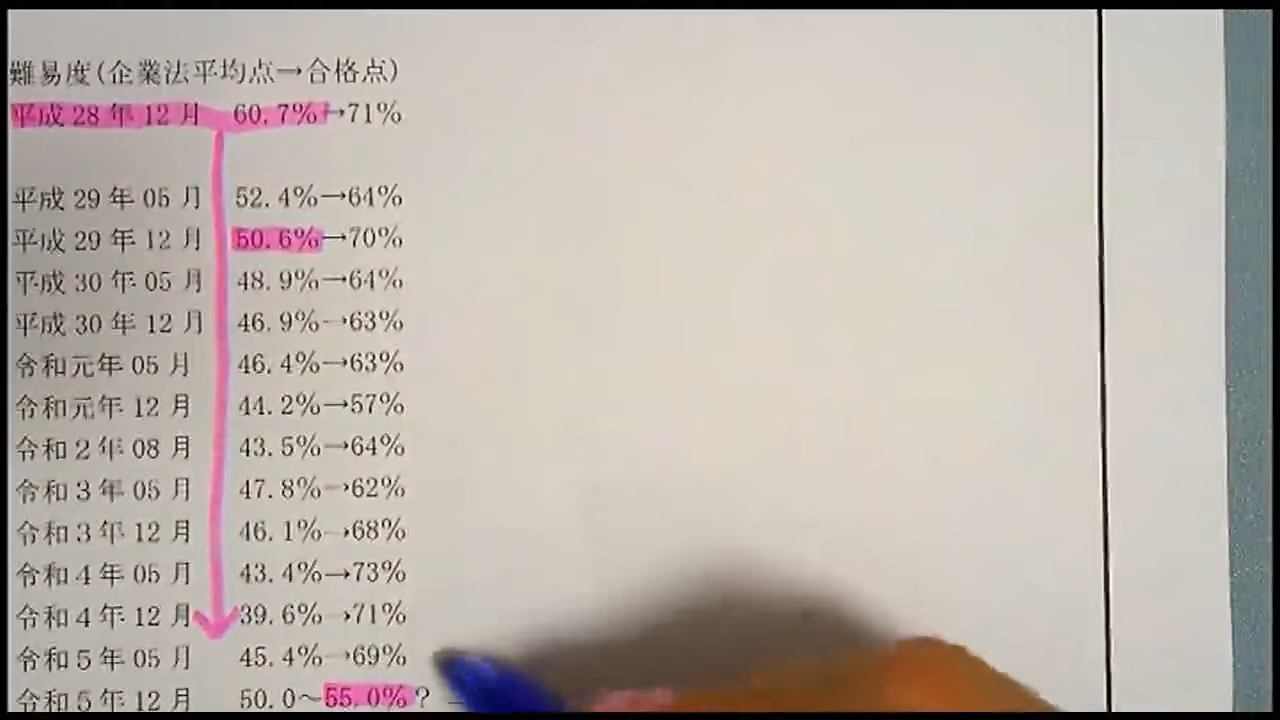 難易度(企業法平均点→合格点)
平成28年12月 60.7%→71%
平成29年05月 52.4%→64%
平成29年12月 50.6%→70%
平成30年05月 48.9%→64%
平成30年12月 46.9%→63%
令和元年05月 46.4%→63%
令和元年12月 44.2%→57%
令和2年08月 43.5%→64%
令和3年05月 47.8%→62%
令和3年12月 46.1%→68%
令和4年05月 43.4%→73%
令和4年12月 39.6%→71%
令和5年05月 45.4%→69%
令和5年12月 50.0~55.0%?